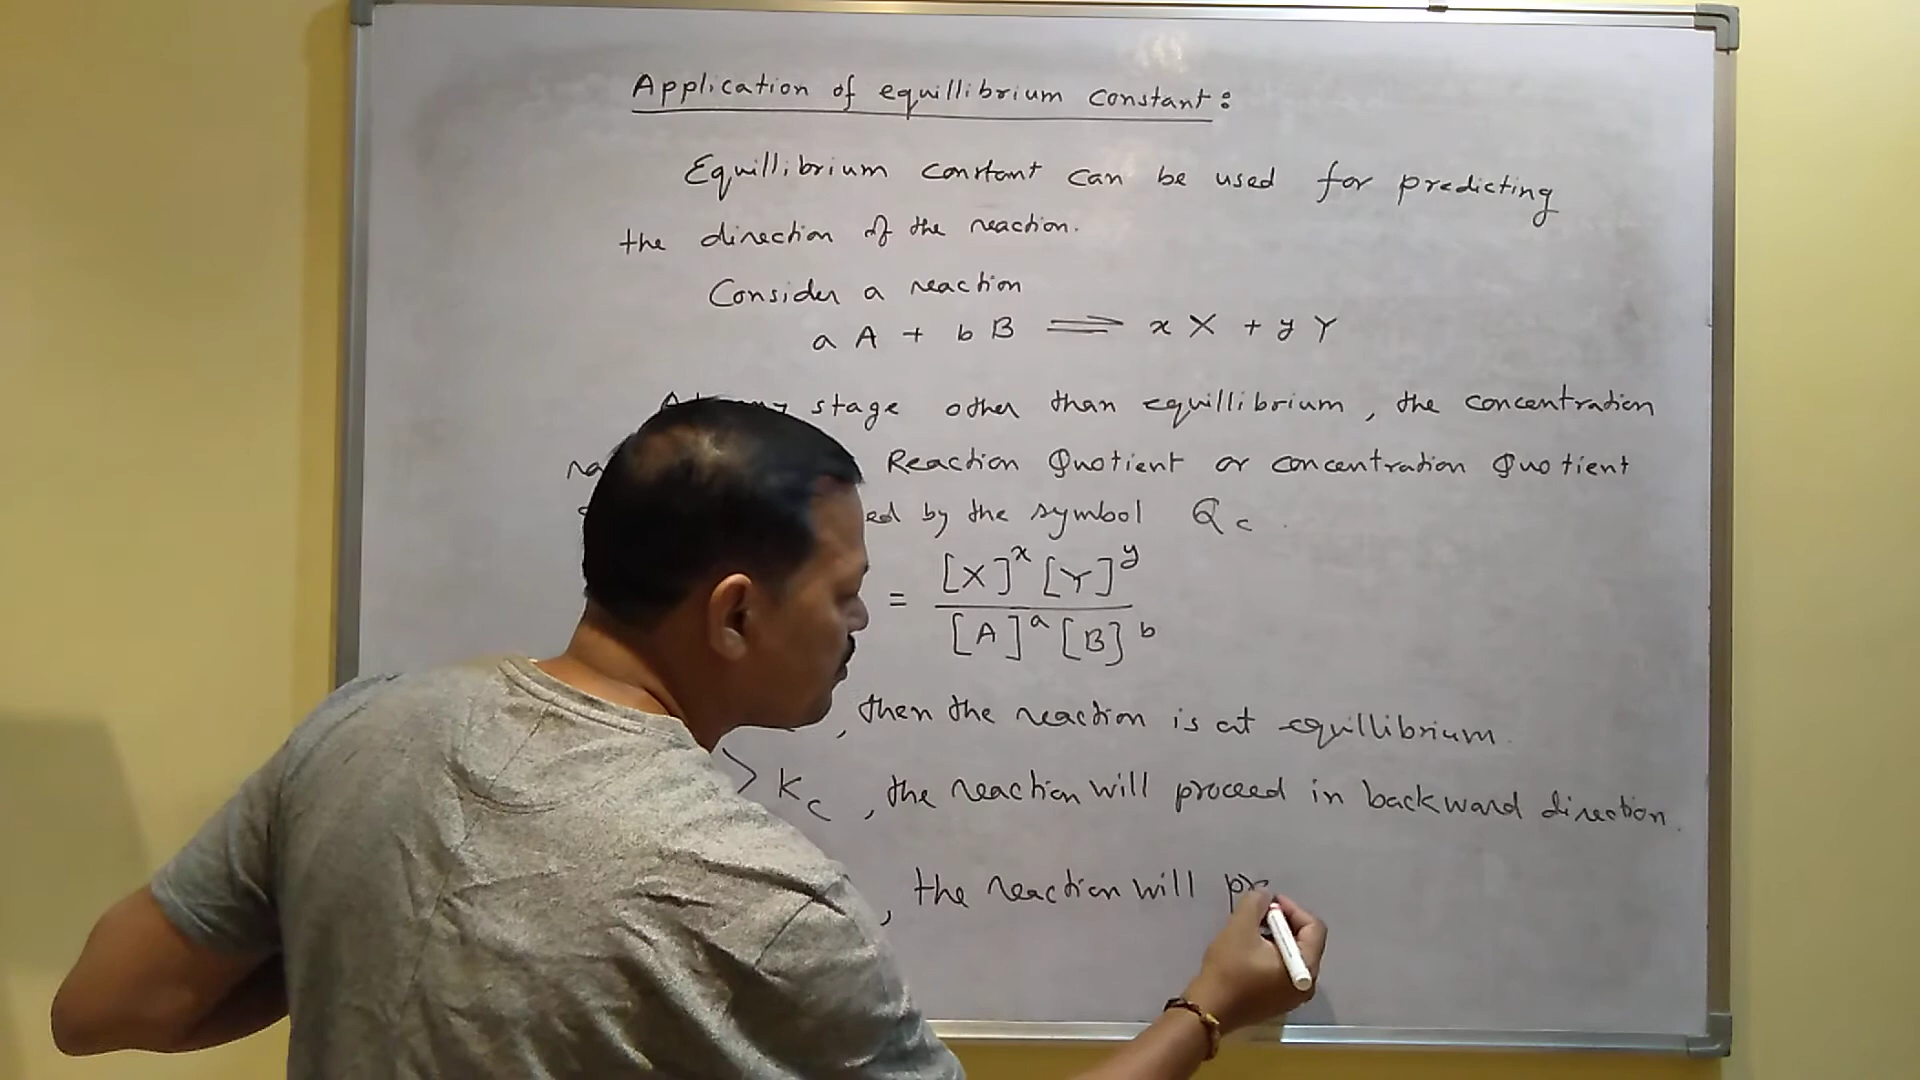 Application of equillibrium constant:
Equillibrium constant can be used for predicting
the direction of the reaction.
Consider a reaction
a A + b B ⇌ x X + y Y
stage other than equillibrium, the concentration
Reaction Quotient or concentration Quotient
by the symbol Qc.
= [X]^x [Y]^y
[A]^a [B]^b
, then the reaction is at equillibrium.
> Kc, the reaction will proceed in backward direction.
, the reaction will